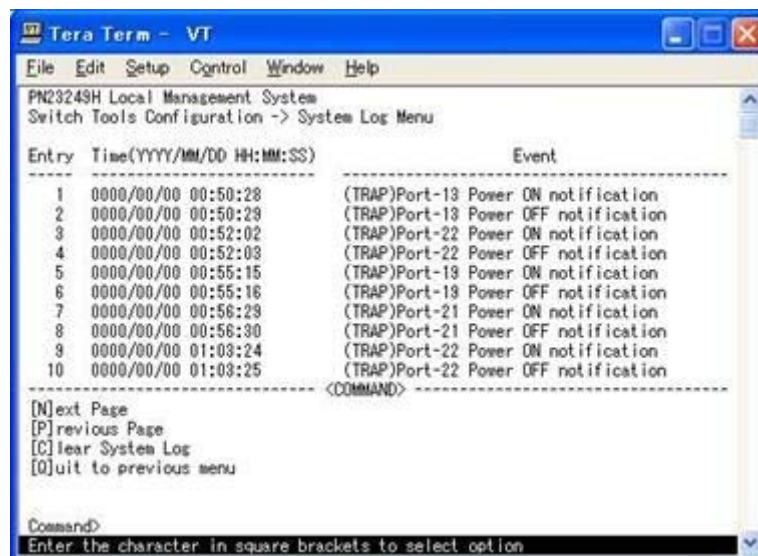 Tera Term - VT
File Edit Setup Control Window Help
PN23249H Local Management System
Switch Tools Configuration -> System Log Menu
Entry Time(YYYY/MM/DD HH:MM:SS) Event
----- ------------------------- ------------------------------------------
1 0000/00/00 00:50:28 (TRAP)Port-13 Power ON notification
2 0000/00/00 00:50:29 (TRAP)Port-13 Power OFF notification
3 0000/00/00 00:52:02 (TRAP)Port-22 Power ON notification
4 0000/00/00 00:52:03 (TRAP)Port-22 Power OFF notification
5 0000/00/00 00:55:15 (TRAP)Port-19 Power ON notification
6 0000/00/00 00:55:16 (TRAP)Port-19 Power OFF notification
7 0000/00/00 00:56:29 (TRAP)Port-21 Power ON notification
8 0000/00/00 00:56:30 (TRAP)Port-21 Power OFF notification
9 0000/00/00 01:03:24 (TRAP)Port-22 Power ON notification
10 0000/00/00 01:03:25 (TRAP)Port-22 Power OFF notification
--------------------------------- <COMMAND> ----------------------------------
[N]ext Page
[P]revious Page
[C]lear System Log
[Q]uit to previous menu
Command>
Enter the character in square brackets to select option